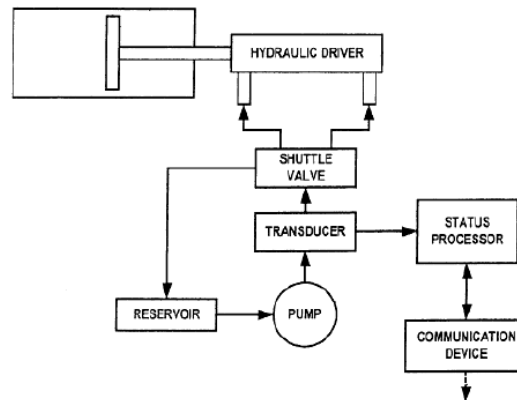 HYDRAULIC DRIVER
SHUTTLE
VALVE
TRANSDUCER
STATUS
PROCESSOR
RESERVOIR
PUMP
COMMUNICATION
DEVICE